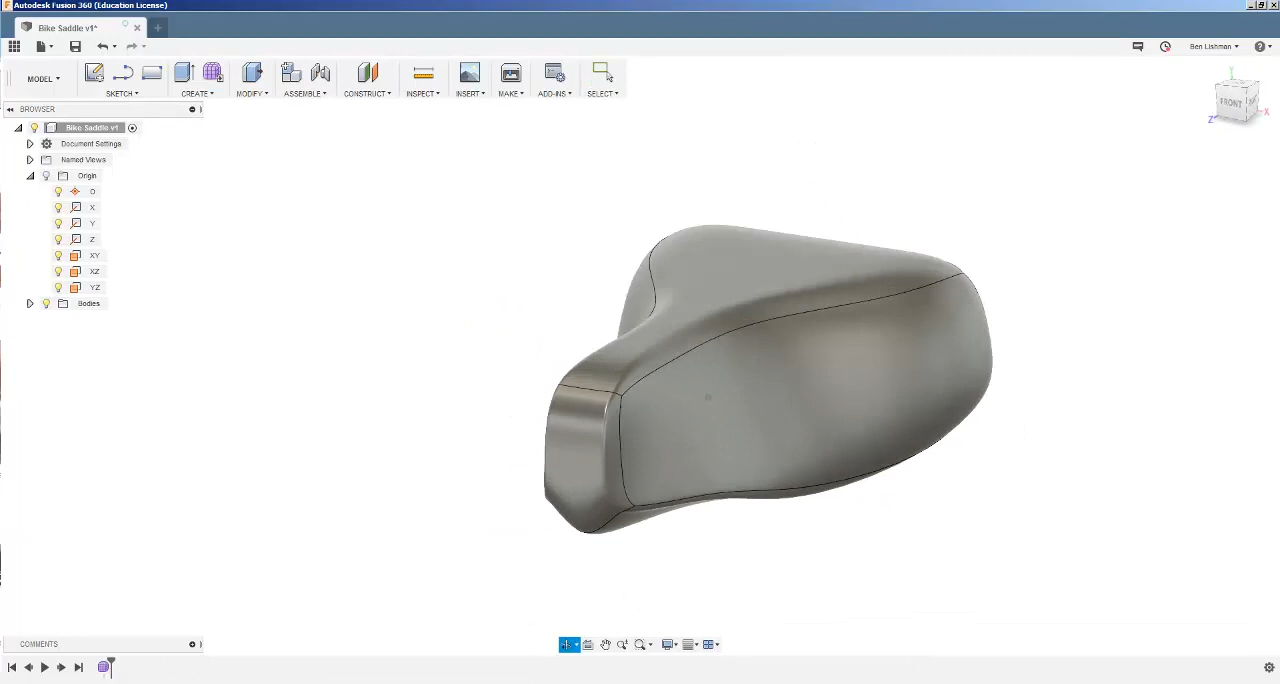 Autodesk Fusion 360 (Education License)
Bike Saddle v1*
Ben Lishman
MODEL
SKETCH
CREATE
MODIFY
ASSEMBLE
CONSTRUCT
INSPECT
INSERT
MAKE
ADD-INS
SELECT
BROWSER
Bike Saddle v1
Document Settings
Named Views
Origin
O
X
Y
Z
XY
XZ
YZ
Bodies
Y
FRONT
Z
X
COMMENTS